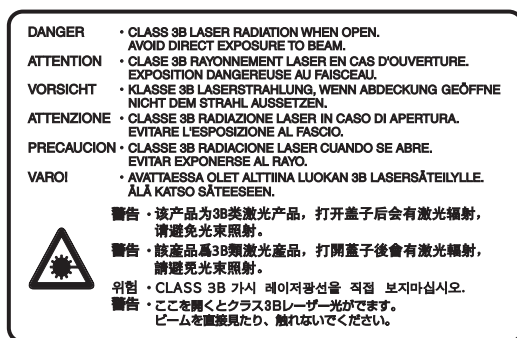 DANGER · CLASS 3B LASER RADIATION WHEN OPEN.
AVOID DIRECT EXPOSURE TO BEAM.
ATTENTION · CLASE 3B RAYONNEMENT LASER EN CAS D'OUVERTURE.
EXPOSITION DANGEREUSE AU FAISCEAU.
VORSICHT · KLASSE 3B LASERSTRAHLUNG, WENN ABDECKUNG GEÖFFNE
NICHT DEM STRAHL AUSSETZEN.
ATTENZIONE · CLASSE 3B RADIAZIONE LASER IN CASO DI APERTURA.
EVITARE L'ESPOSIZIONE AL FASCIO.
PRECAUCION · CLASSE 3B RADIACIONE LASER CUANDO SE ABRE.
EVITAR EXPONERSE AL RAYO.
VARO! · AVATTAESSA OLET ALTTIINA LUOKAN 3B LASERSÄTEILYLLE.
ÄLÄ KATSO SÄTEESEEN.
警告 · 该产品为3B类激光产品，打开盖子后会有激光辐射，
请避免光束照射。
警告 · 該産品爲3B類激光産品，打開蓋子後會有激光輻射，
請避免光束照射。
위험 · CLASS 3B 가시 레이저광선을 직접 보지마십시오.
警告 · ここを開くとクラス3Bレーザー光がでます。
ビームを直接見たり、触れないでください。